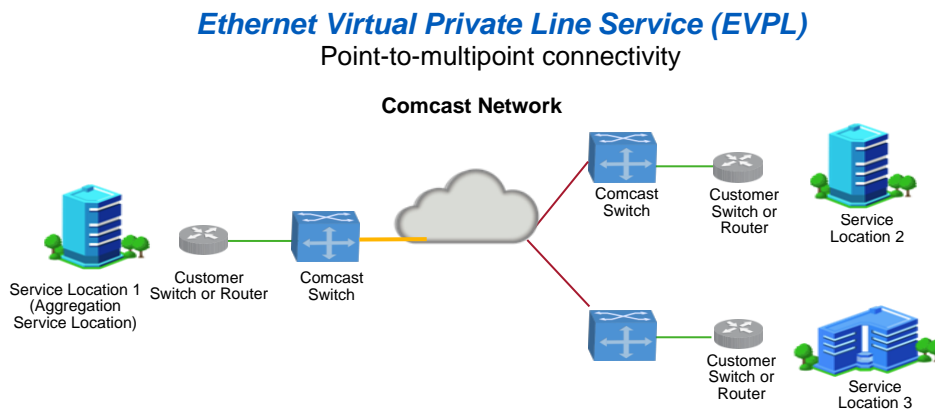 Ethernet Virtual Private Line Service (EVPL)
Point-to-multipoint connectivity
Comcast Network
Service Location 1
(Aggregation
Service Location)
Customer
Switch or Router
Comcast
Switch
Comcast
Switch
Customer
Switch or
Router
Service
Location 2
Customer
Switch or
Router
Service
Location 3